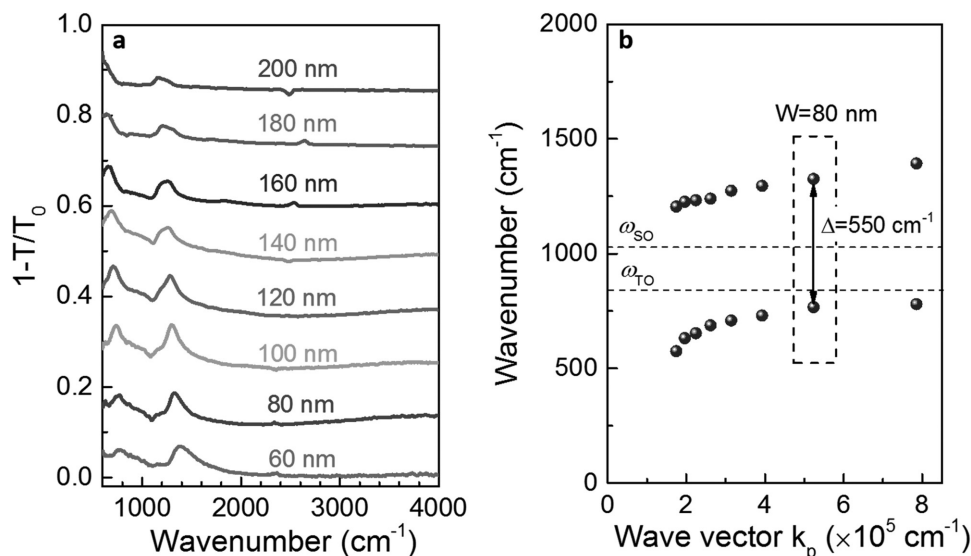 a
1.0
0.8
0.6
0.4
0.2
0.0
1-T/T₀
200 nm
180 nm
160 nm
140 nm
120 nm
100 nm
80 nm
60 nm
1000 2000 3000 4000
Wavenumber (cm⁻¹)
b
2000
1500
1000
500
0
Wavenumber (cm⁻¹)
W=80 nm
ω_SO
Δ=550 cm⁻¹
ω_TO
0 2 4 6 8
Wave vector kₚ (×10⁵ cm⁻¹)